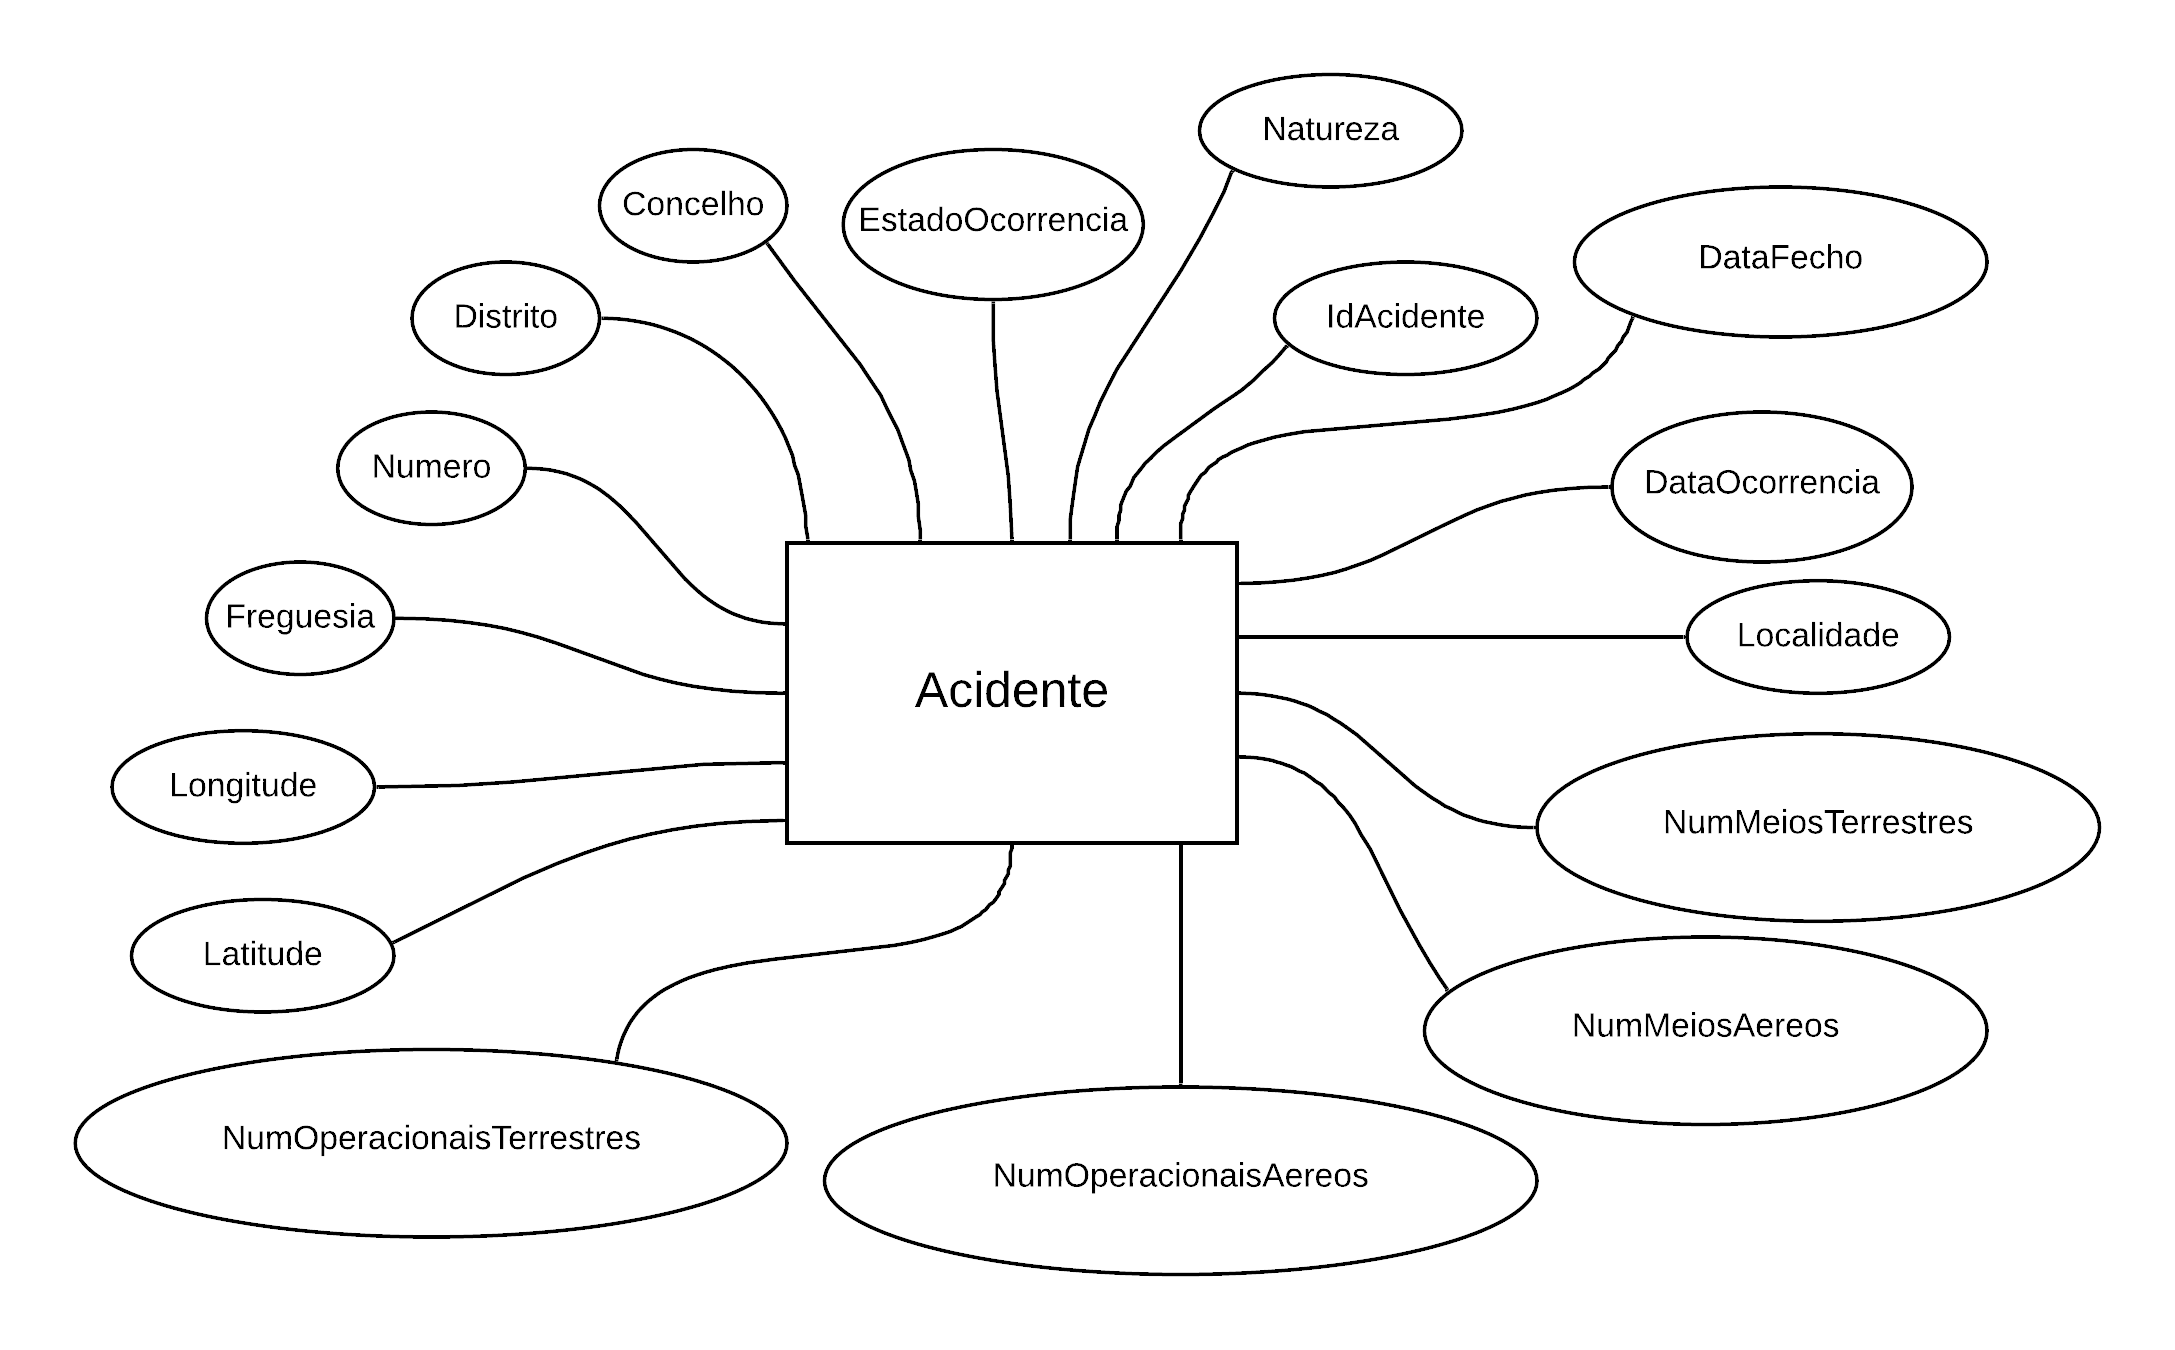 Natureza
Concelho
EstadoOcorrencia
DataFecho
Distrito
IdAcidente
Numero
DataOcorrencia
Freguesia
Localidade
Acidente
Longitude
NumMeiosTerrestres
Latitude
NumMeiosAereos
NumOperacionaisTerrestres
NumOperacionaisAereos